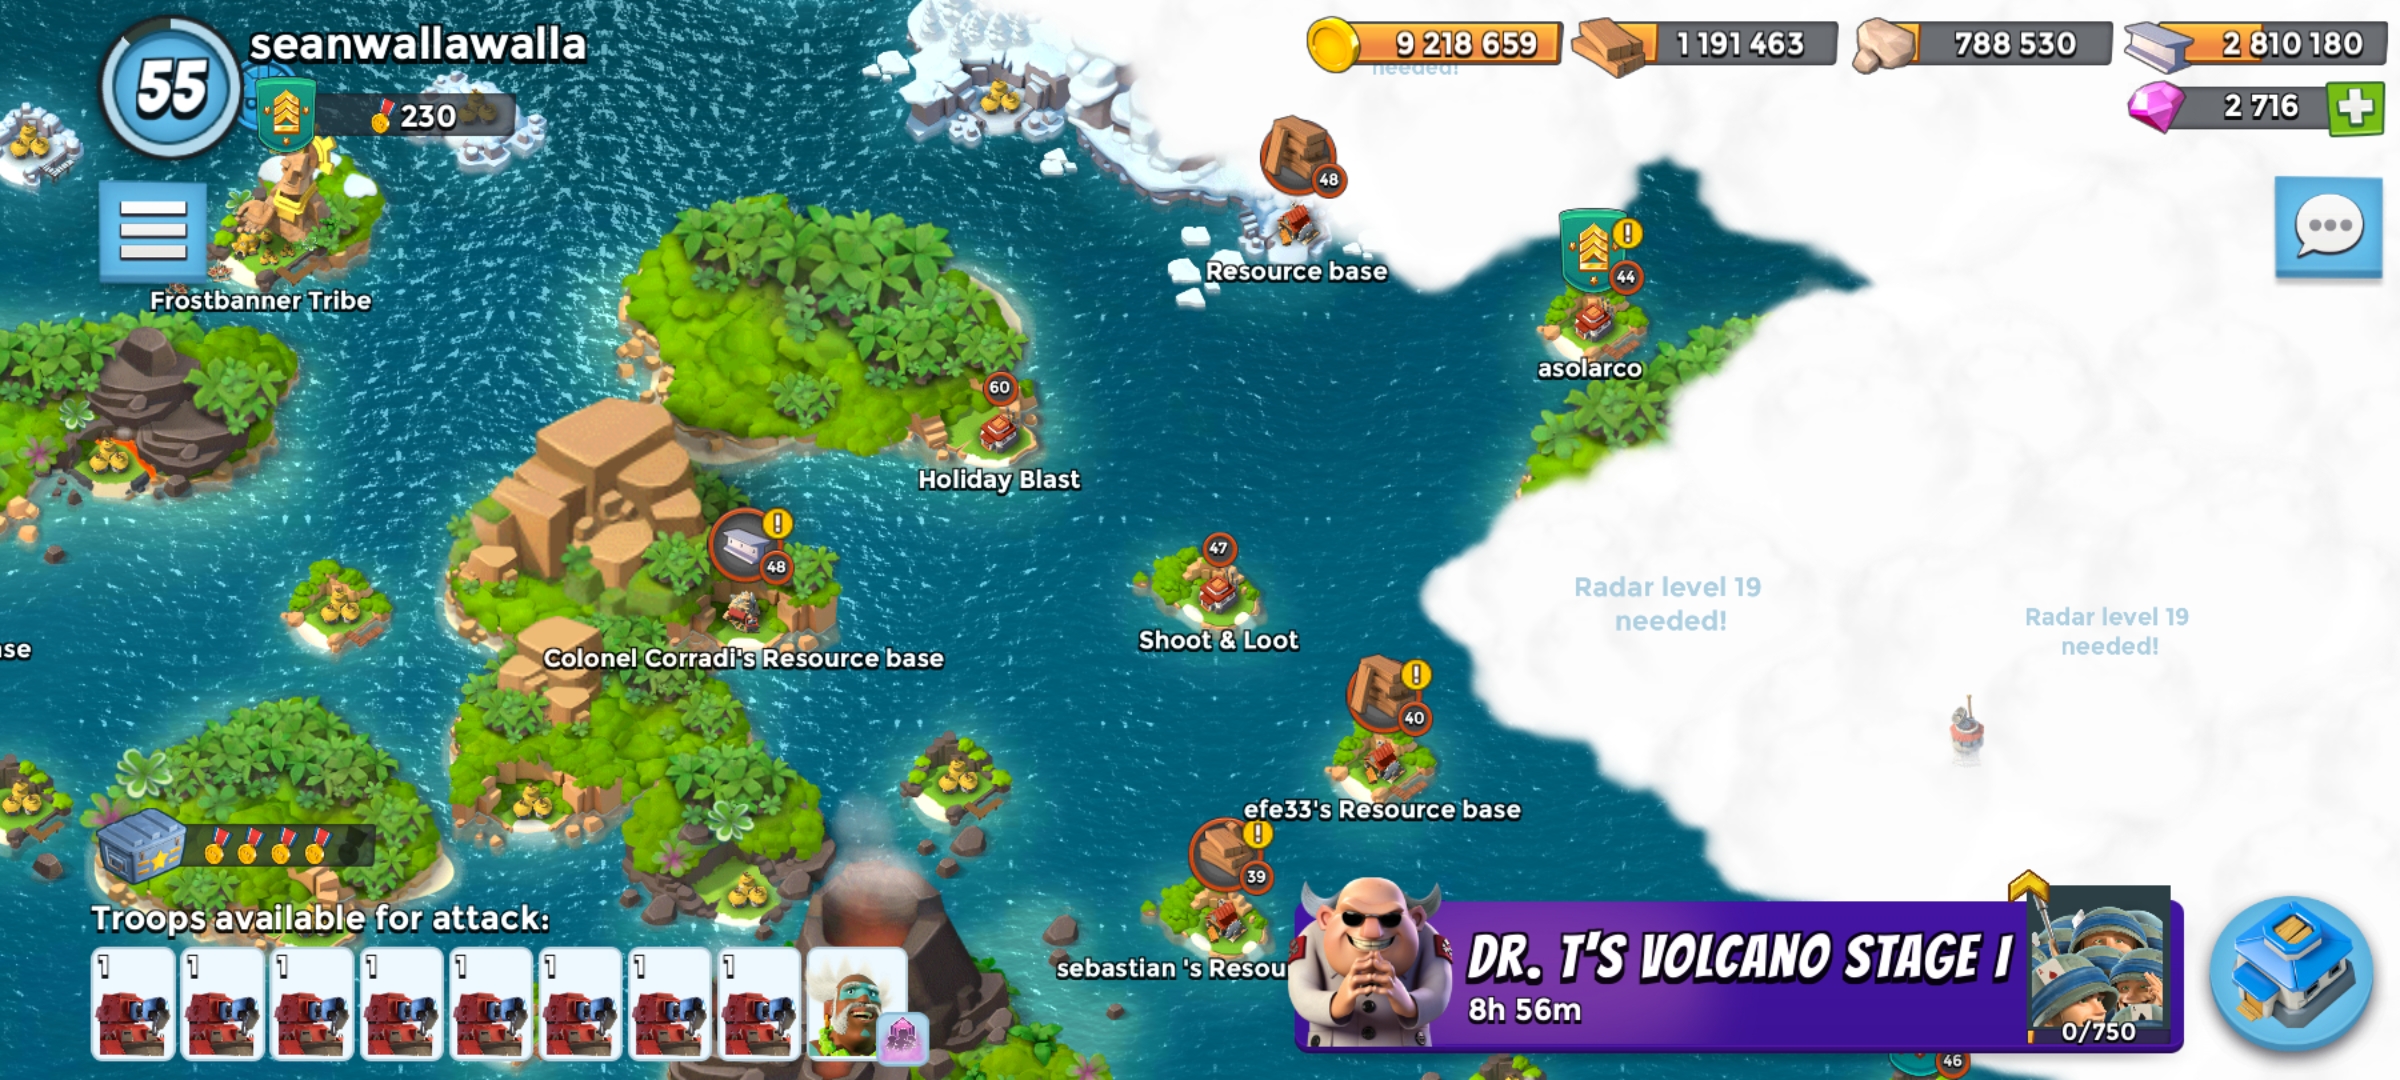 55
seanwallawalla
230
9 218 659
1 191 463
788 530
2 810 180
2 716
needed!
48
Resource base
44
asolarco
Frostbanner Tribe
60
Holiday Blast
48
Colonel Corradi's Resource base
47
Shoot & Loot
Radar level 19
needed!
Radar level 19
needed!
40
efe33's Resource base
39
sebastian 's Resou
Troops available for attack:
1 1 1 1 1 1 1 1
DR. T'S VOLCANO STAGE I
8h 56m
0/750
46